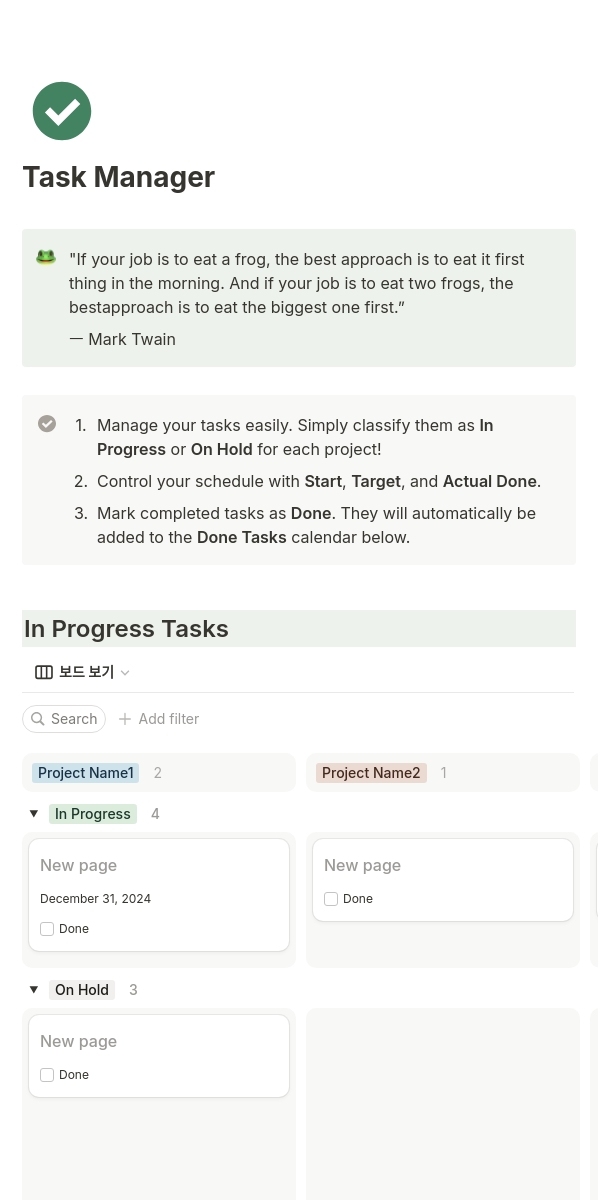 Task Manager
"If your job is to eat a frog, the best approach is to eat it first
thing in the morning. And if your job is to eat two frogs, the
bestapproach is to eat the biggest one first.”
— Mark Twain
1. Manage your tasks easily. Simply classify them as In
Progress or On Hold for each project!
2. Control your schedule with Start, Target, and Actual Done.
3. Mark completed tasks as Done. They will automatically be
added to the Done Tasks calendar below.
In Progress Tasks
보드 보기
Search Add filter
Project Name1 2 Project Name2 1
In Progress 4
New page New page
December 31, 2024 Done
Done
On Hold 3
New page
Done